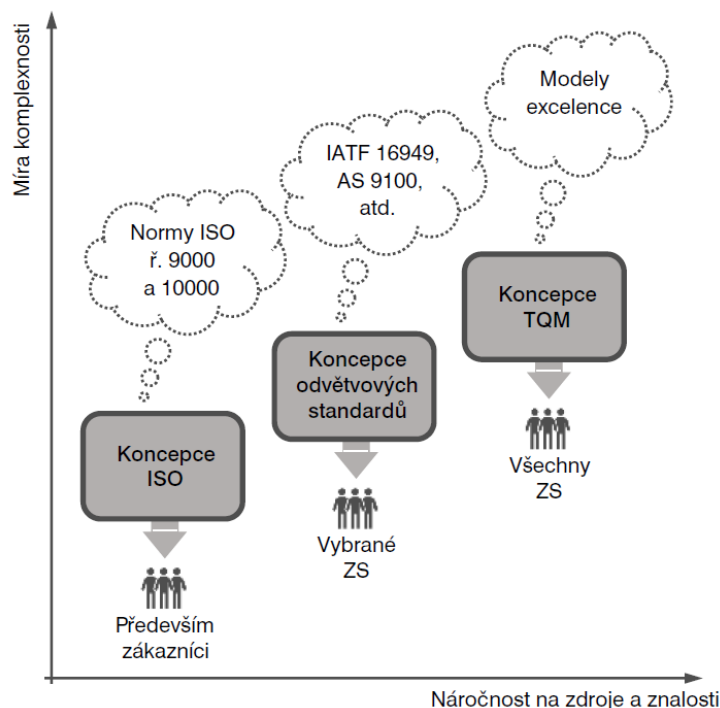 Míra komplexnosti
Modely
excelence
IATF 16949,
AS 9100,
atd.
Normy ISO
ř. 9000
a 10000
Koncepce
TQM
Koncepce
odvětvových
standardů
Koncepce
ISO
Všechny
ZS
Vybrané
ZS
Především
zákazníci
Náročnost na zdroje a znalosti